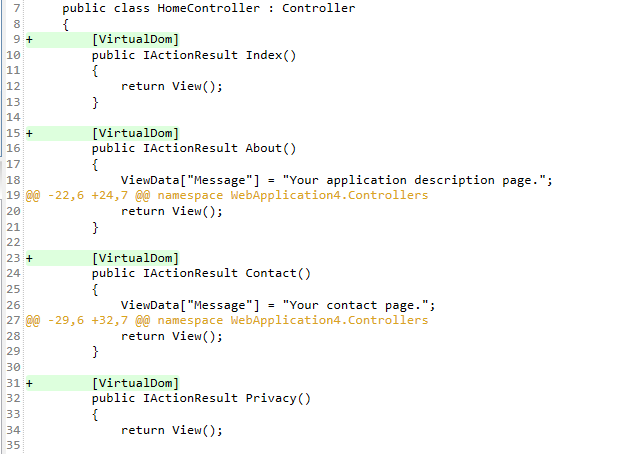 7 public class HomeController : Controller
8 {
9 + [VirtualDom]
10 public IActionResult Index()
11 {
12 return View();
13 }
14
15 + [VirtualDom]
16 public IActionResult About()
17 {
18 ViewData["Message"] = "Your application description page.";
19 @@ -22,6 +24,7 @@ namespace WebApplication4.Controllers
20 return View();
21 }
22
23 + [VirtualDom]
24 public IActionResult Contact()
25 {
26 ViewData["Message"] = "Your contact page.";
27 @@ -29,6 +32,7 @@ namespace WebApplication4.Controllers
28 return View();
29 }
30
31 + [VirtualDom]
32 public IActionResult Privacy()
33 {
34 return View();
35